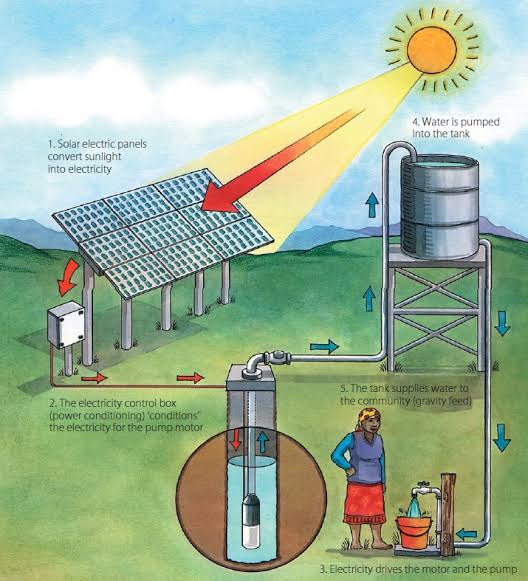 1. Solar electric panels
convert sunlight
into electricity
2. The electricity control box
(power conditioning) ‘conditions’
the electricity for the pump motor
3. Electricity drives the motor and the pump
4. Water is pumped
into the tank
5. The tank supplies water to
the community (gravity feed)